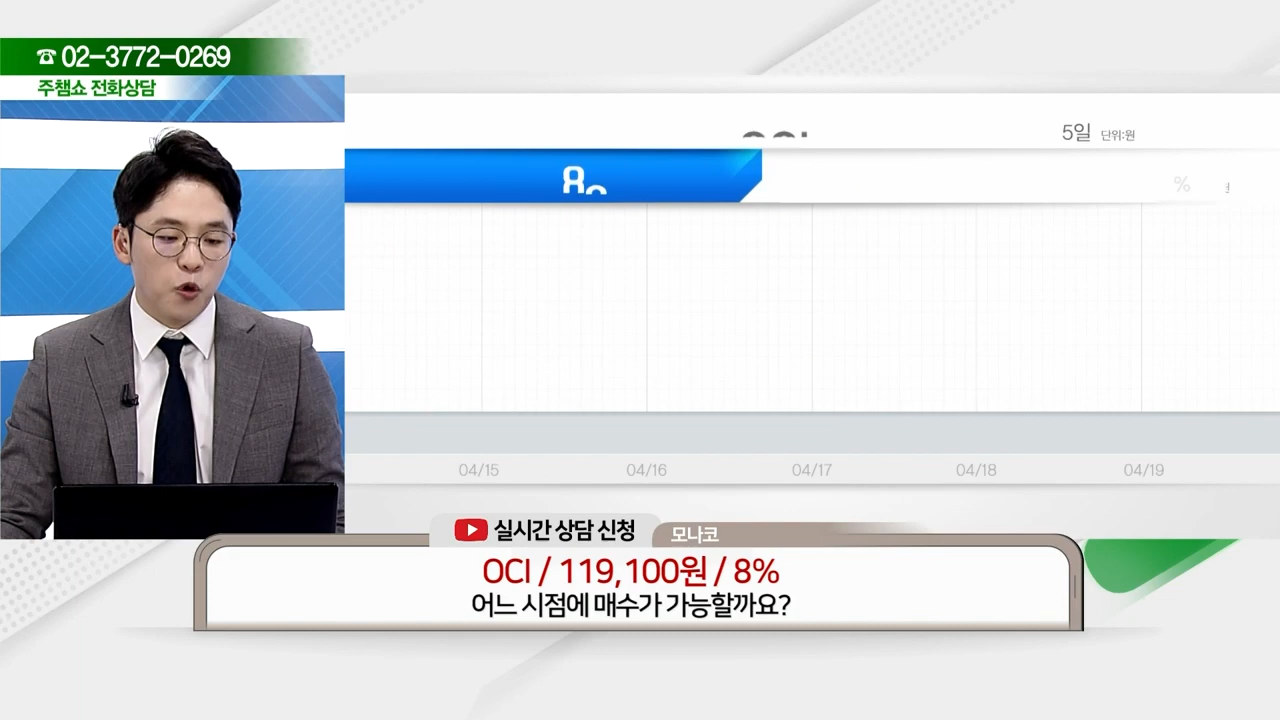 ☎ 02-3772-0269
주챔쇼 전화상담
5일 단위:원
%
04/15 04/16 04/17 04/18 04/19
실시간 상담 신청 모나코
OCI / 119,100원 / 8%
어느 시점에 매수가 가능할까요?